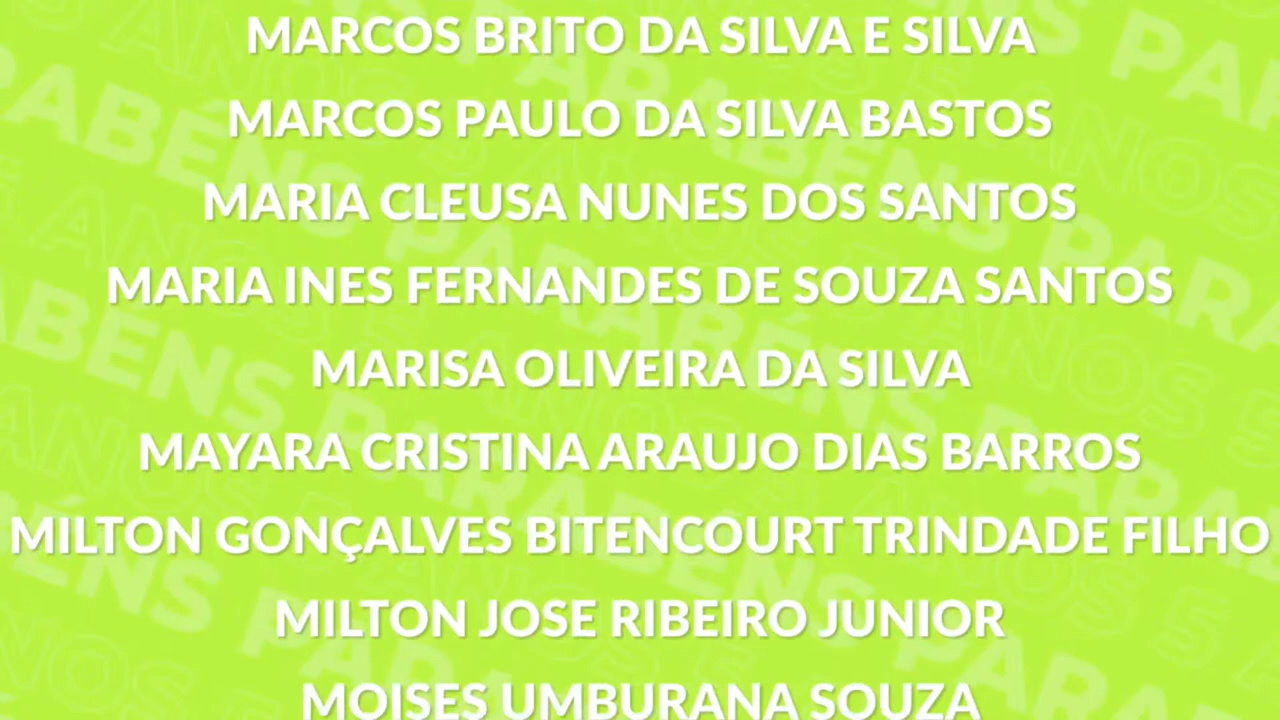 MARCOS BRITO DA SILVA E SILVA
MARCOS PAULO DA SILVA BASTOS
MARIA CLEUSA NUNES DOS SANTOS
MARIA INES FERNANDES DE SOUZA SANTOS
MARISA OLIVEIRA DA SILVA
MAYARA CRISTINA ARAUJO DIAS BARROS
MILTON GONÇALVES BITENCOURT TRINDADE FILHO
MILTON JOSE RIBEIRO JUNIOR
MOISES UMBURANA SOUZA